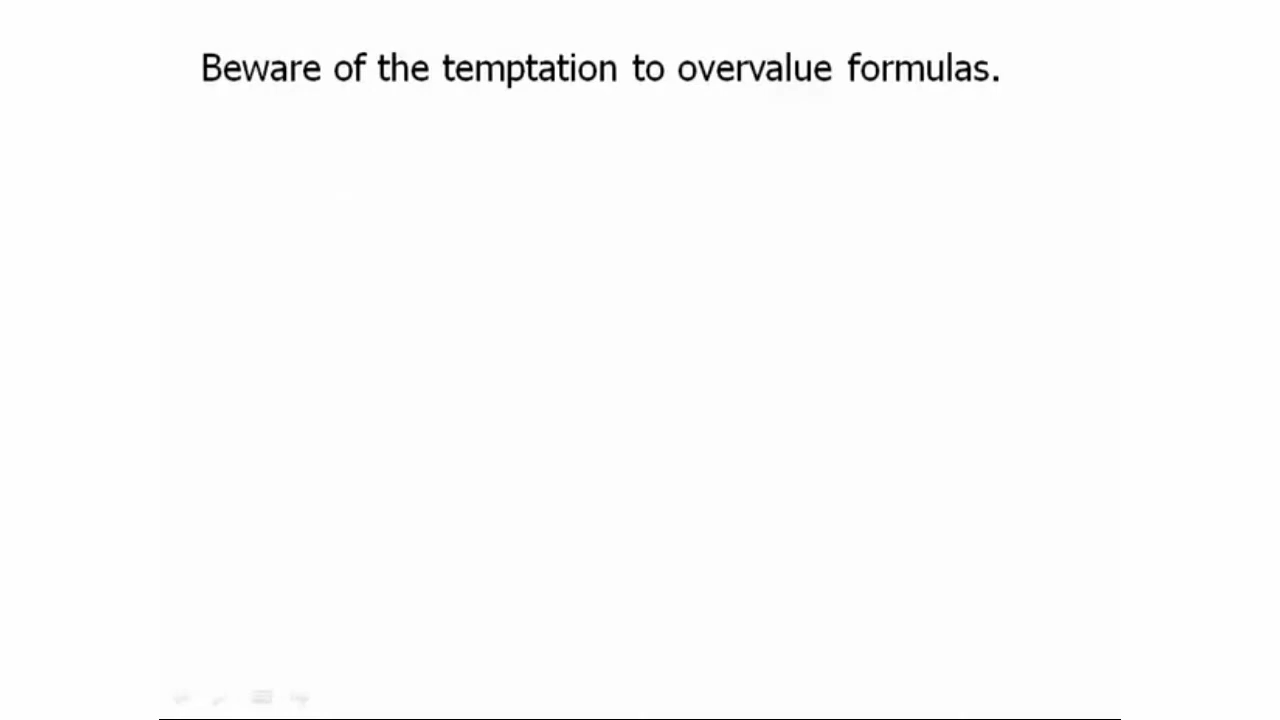 Beware of the temptation to overvalue formulas.